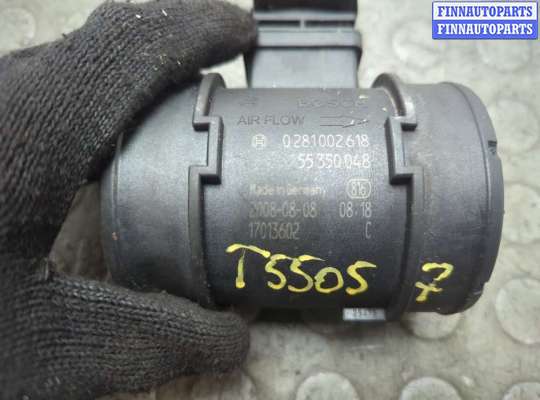 FINNAUTOPARTS
FINNAUTOPARTS
BOSCH
AIR FLOW
0 281 002 618
55 350 048
Made in Germany 816
2008-08-08 08:18
17013602 C
T5505 7